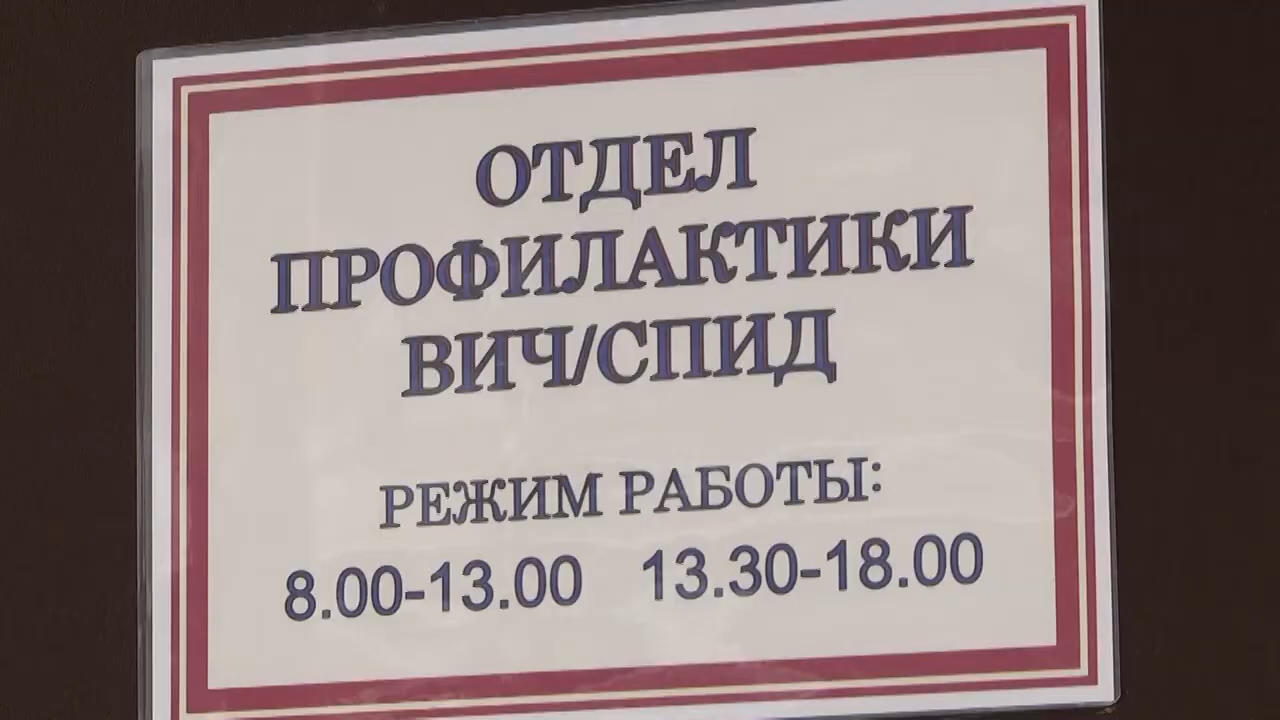 ОТДЕЛ
ПРОФИЛАКТИКИ
ВИЧ/СПИД
РЕЖИМ РАБОТЫ:
8.00-13.00 13.30-18.00